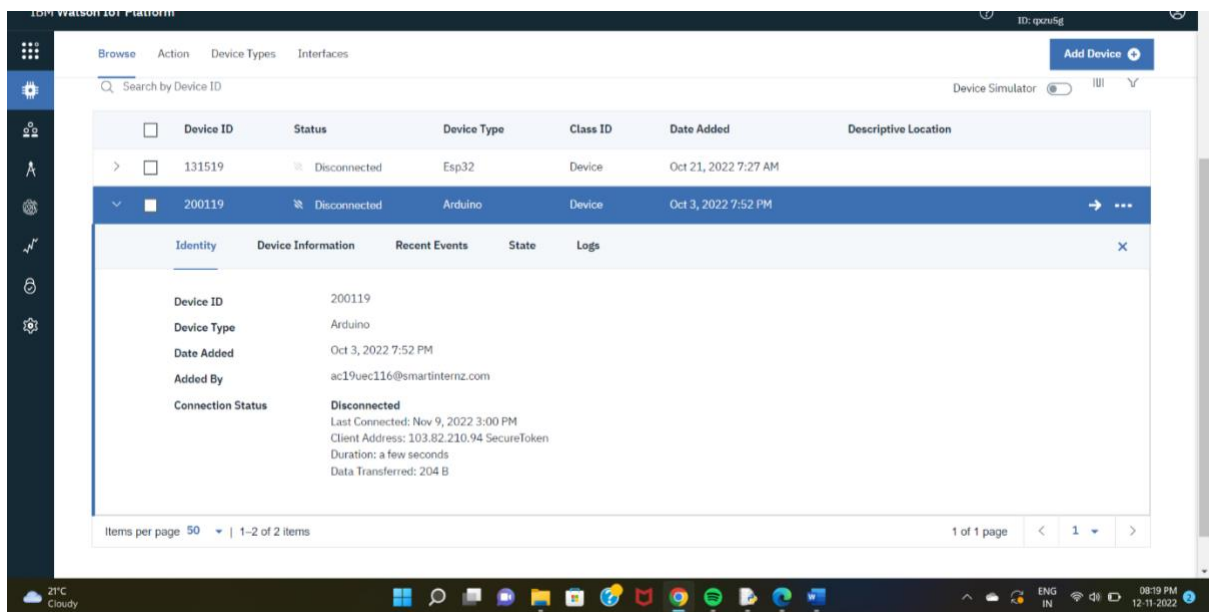 IBM Watson IoT Platform
ID: qxzu5g
Browse Action Device Types Interfaces
Add Device
Search by Device ID
Device Simulator
Device ID Status Device Type Class ID Date Added Descriptive Location
131519 Disconnected Esp32 Device Oct 21, 2022 7:27 AM
200119 Disconnected Arduino Device Oct 3, 2022 7:52 PM
Identity Device Information Recent Events State Logs
Device ID 200119
Device Type Arduino
Date Added Oct 3, 2022 7:52 PM
Added By ac19uec116@smartinternz.com
Connection Status Disconnected
Last Connected: Nov 9, 2022 3:00 PM
Client Address: 103.82.210.94 SecureToken
Duration: a few seconds
Data Transferred: 204 B
Items per page 50 | 1–2 of 2 items
1 of 1 page 1
21°C
Cloudy
ENG
IN
08:19 PM
12-11-2022
2